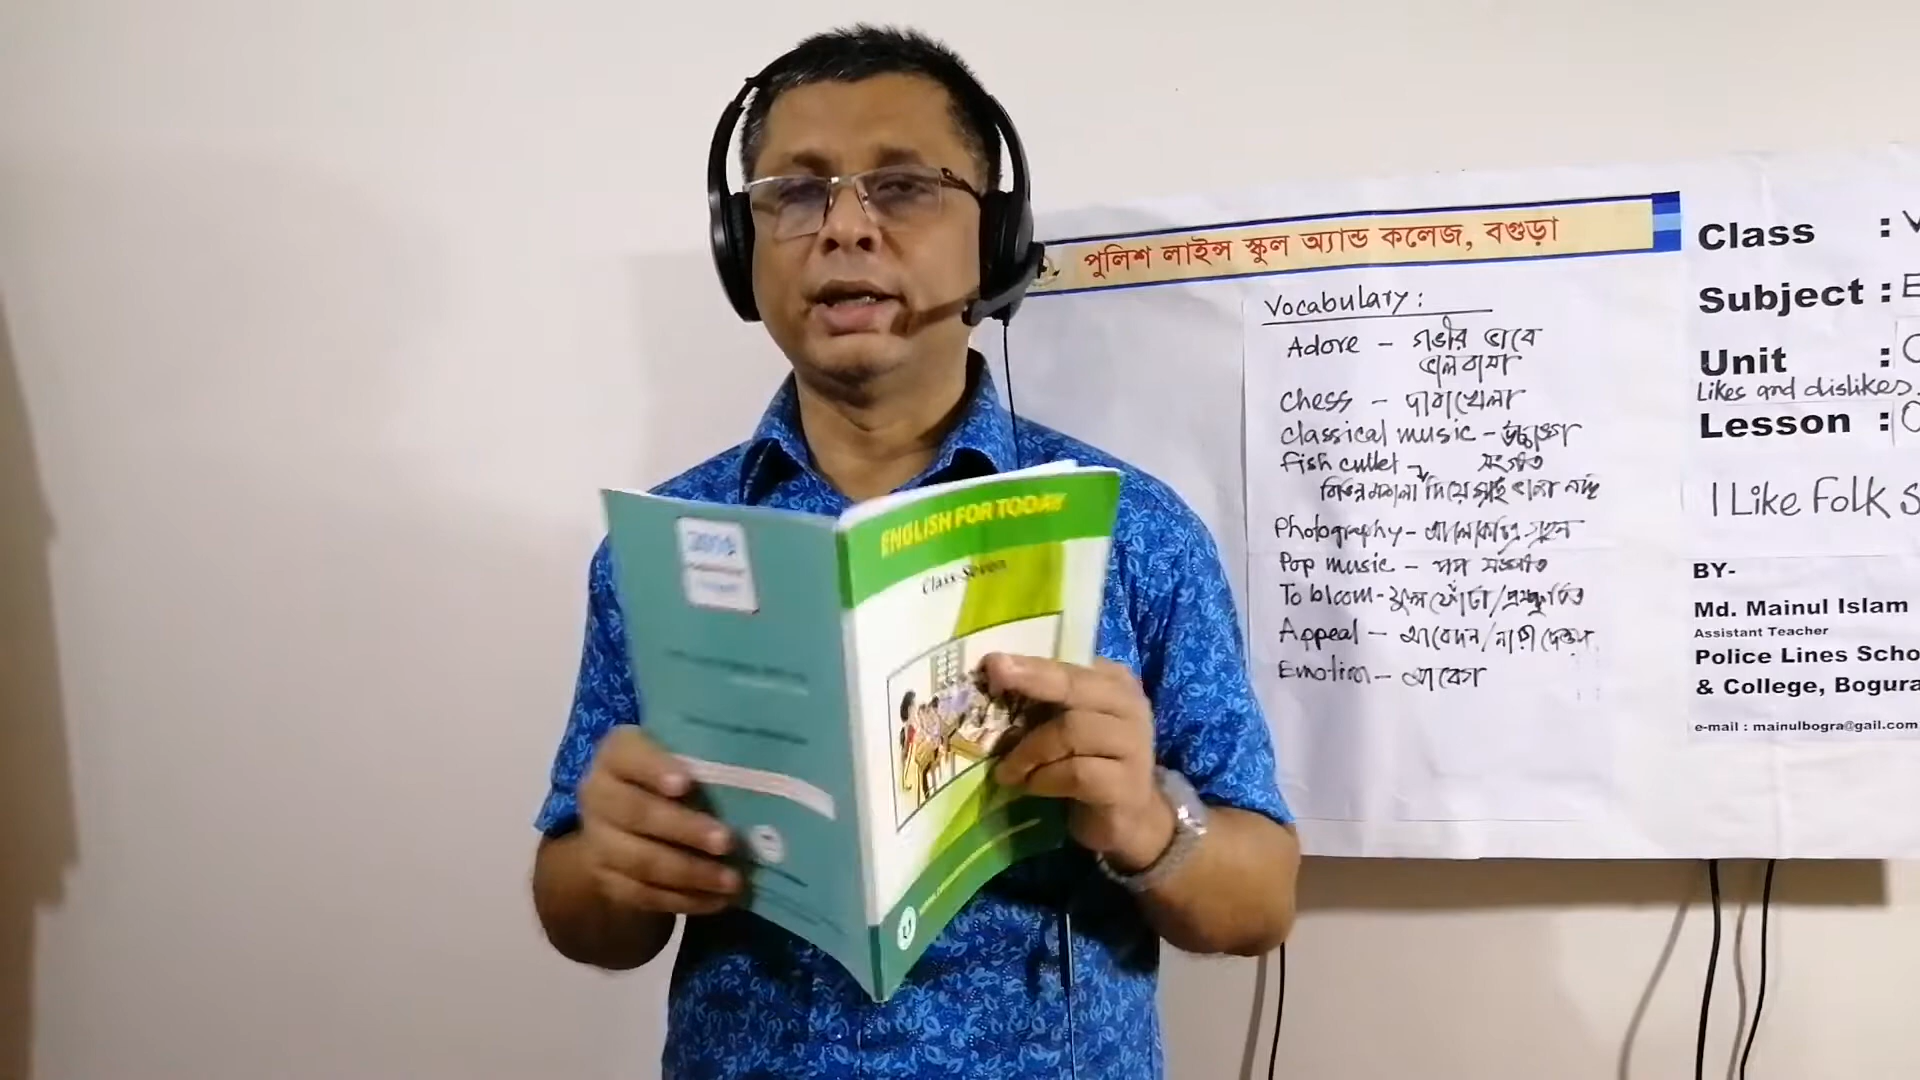 ENGLISH FOR TODAY
Class Seven
পুলিশ লাইন্স স্কুল অ্যান্ড কলেজ, বগুড়া
Vocabulary:
Adore - গভীর ভাবে
ভালবাসা
Chess - দাবাখেলা
Classical music - উচ্চাঙ্গ
সংগীত
fish cutlet
Photography -
Pop music - পপ সঙ্গীত
To bloom - ফুল ফোঁটা/
Appeal - আবেদন/
Emotion - আবেগ
Class :
Subject : E
Unit :
Likes and dislikes
Lesson :
I Like Folk S
BY-
Md. Mainul Islam
Assistant Teacher
Police Lines Scho
& College, Bogura
e-mail : mainulbogra@gail.com